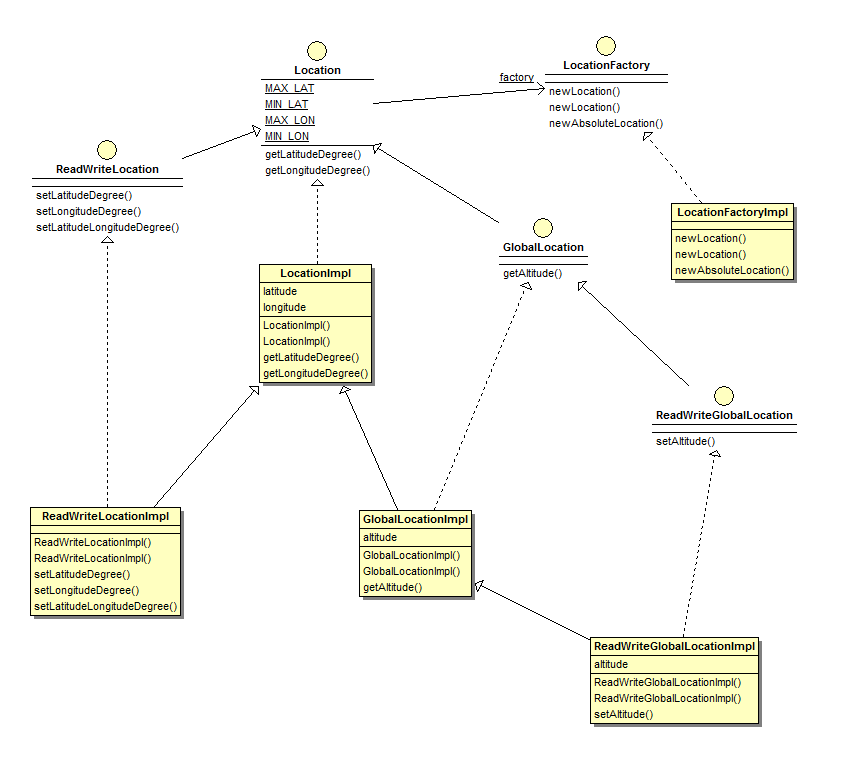 Location
MAX_LAT
MIN_LAT
MAX_LON
MIN_LON
getLatitudeDegree()
getLongitudeDegree()
factory
LocationFactory
newLocation()
newLocation()
newAbsoluteLocation()
ReadWriteLocation
setLatitudeDegree()
setLongitudeDegree()
setLatitudeLongitudeDegree()
LocationFactoryImpl
newLocation()
newLocation()
newAbsoluteLocation()
GlobalLocation
getAltitude()
LocationImpl
latitude
longitude
LocationImpl()
LocationImpl()
getLatitudeDegree()
getLongitudeDegree()
ReadWriteGlobalLocation
setAltitude()
ReadWriteLocationImpl
ReadWriteLocationImpl()
ReadWriteLocationImpl()
setLatitudeDegree()
setLongitudeDegree()
setLatitudeLongitudeDegree()
GlobalLocationImpl
altitude
GlobalLocationImpl()
GlobalLocationImpl()
getAltitude()
ReadWriteGlobalLocationImpl
altitude
ReadWriteGlobalLocationImpl()
ReadWriteGlobalLocationImpl()
setAltitude()